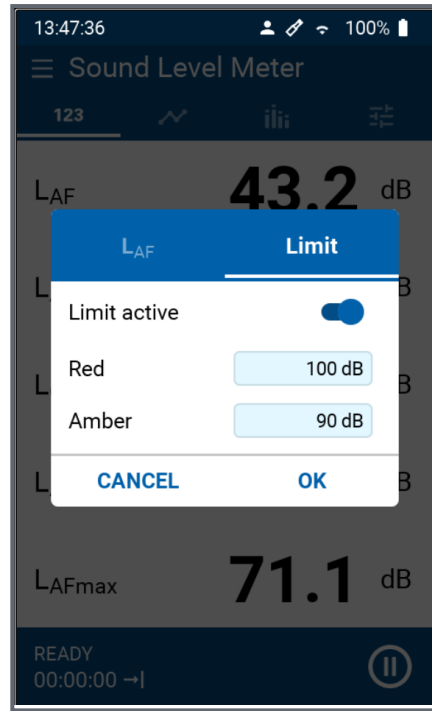 13:47:36 100%
Sound Level Meter
123
LAF 43.2 dB
LAF Limit
L B
Limit active
Red 100 dB
L B
Amber 90 dB
CANCEL OK
L B
LAFmax 71.1 dB
READY
00:00:00